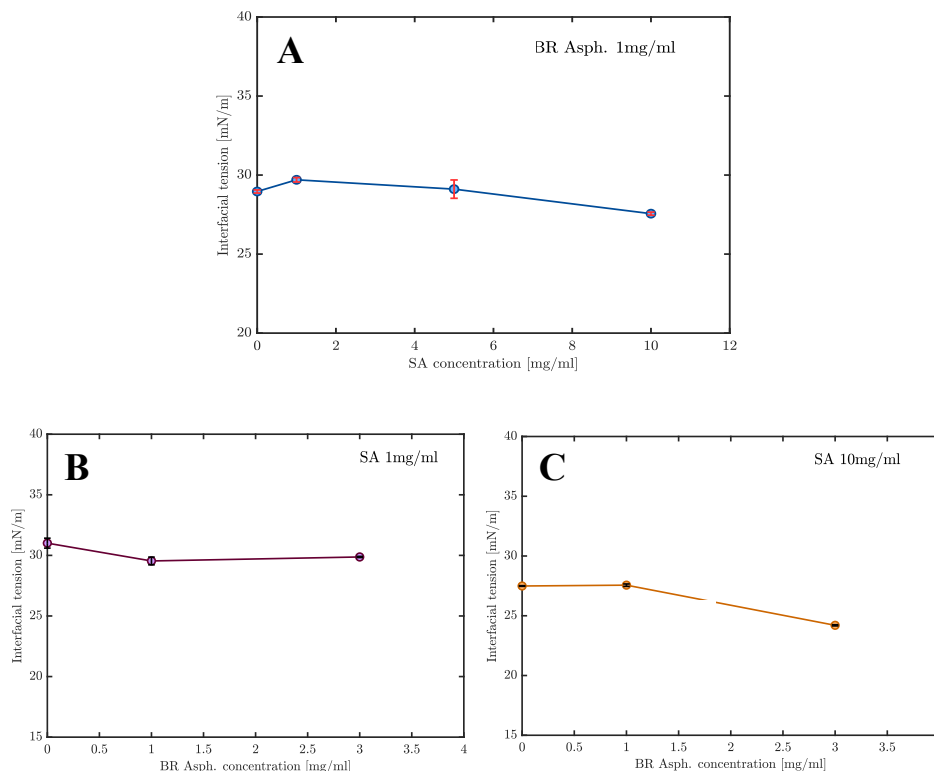 A
BR Asph. 1mg/ml
Interfacial tension [mN/m]
40
35
30
25
20
0 2 4 6 8 10 12
SA concentration [mg/ml]
B
SA 1mg/ml
Interfacial tension [mN/m]
40
35
30
25
20
15
0 0.5 1 1.5 2 2.5 3 3.5 4
BR Asph. concentration [mg/ml]
C
SA 10mg/ml
Interfacial tension [mN/m]
40
35
30
25
20
15
0 0.5 1 1.5 2 2.5 3 3.5
BR Asph. concentration [mg/ml]